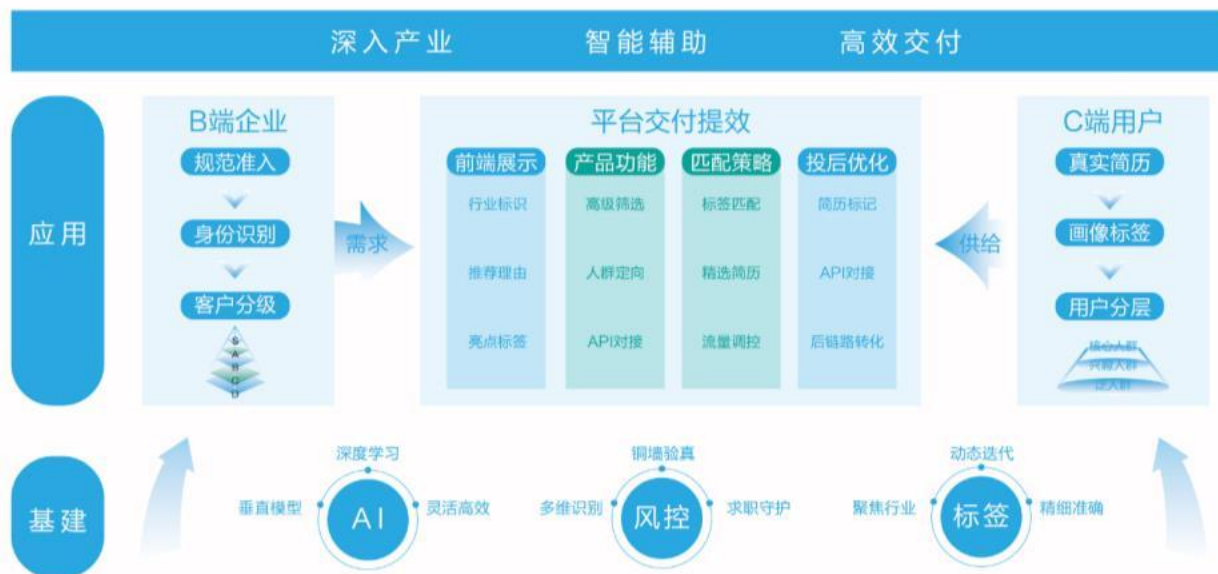 深入产业 智能辅助 高效交付
应用
B端企业
规范准入
身份识别
客户分级
S
A
B
C
D
需求
平台交付提效
前端展示 产品功能 匹配策略 投后优化
行业标识 高级筛选 标签匹配 简历标记
推荐理由 人群定向 精选简历 API对接
亮点标签 API对接 流量调控 后链路转化
供给
C端用户
真实简历
画像标签
用户分层
核心人群
泛人群
基建
深度学习
垂直模型
灵活高效
AI
铜墙验真
多维识别
求职守护
风控
动态迭代
聚焦行业
精细准确
标签